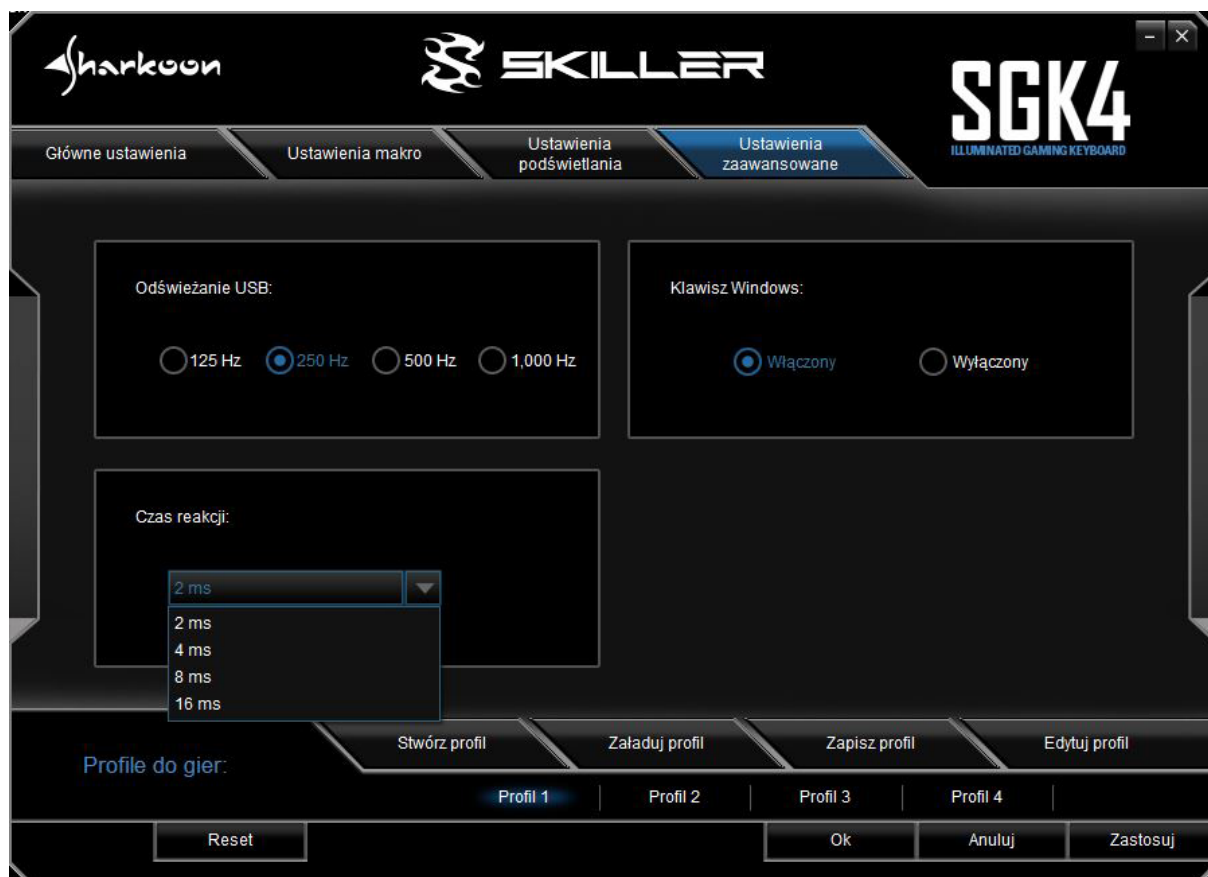 Sharkoon
SKILLER
SGK4
ILLUMINATED GAMING KEYBOARD
Główne ustawienia
Ustawienia makro
Ustawienia
podświetlania
Ustawienia
zaawansowane
Odświeżanie USB:
125 Hz 250 Hz 500 Hz 1,000 Hz
Klawisz Windows:
Włączony Wyłączony
Czas reakcji:
2 ms
2 ms
4 ms
8 ms
16 ms
Profile do gier:
Stwórz profil Załaduj profil Zapisz profil Edytuj profil
Profil 1 Profil 2 Profil 3 Profil 4
Reset Ok Anuluj Zastosuj